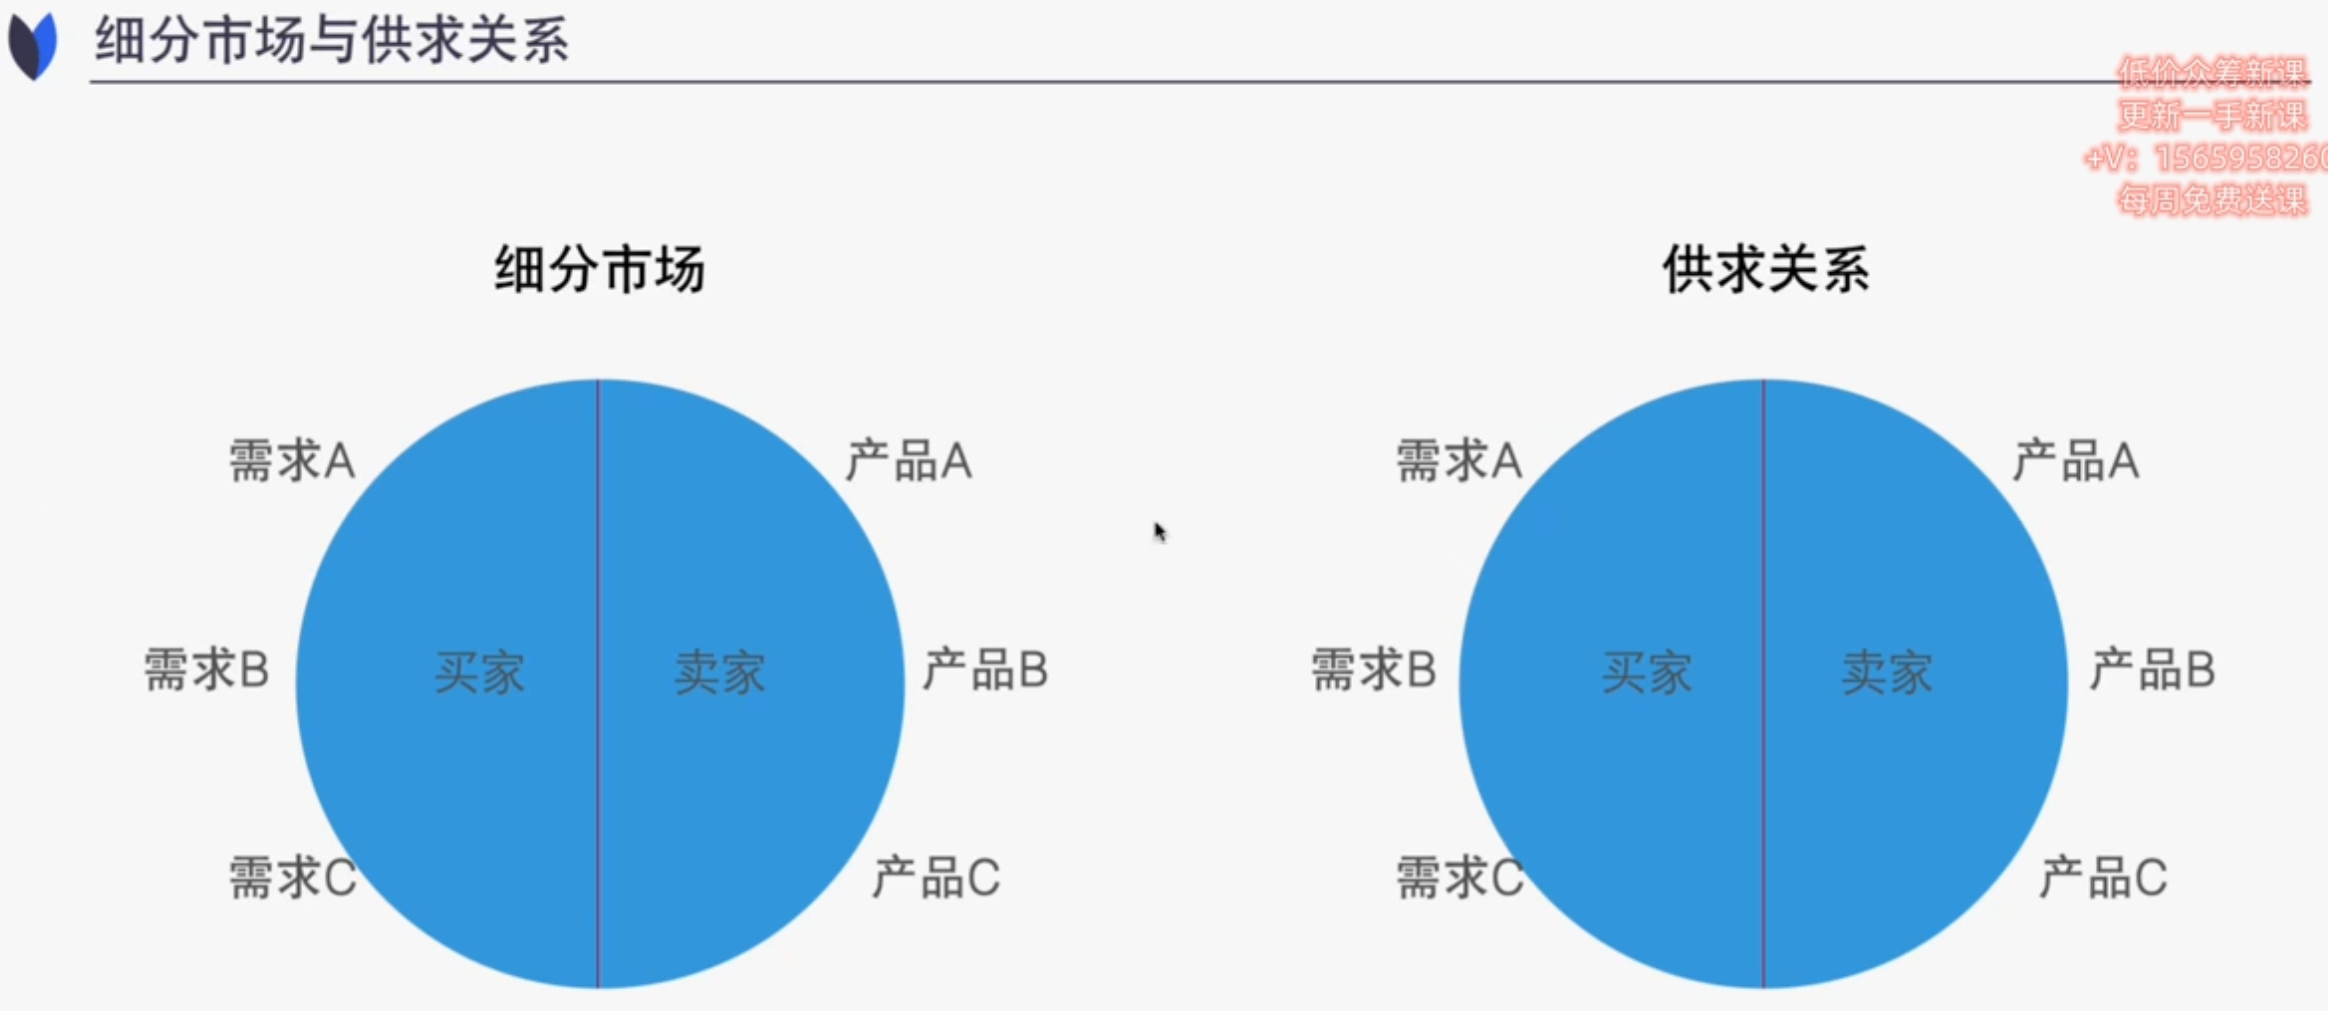 细分市场与供求关系
低价众筹新课
更新一手新课
+V：1565958260
每周免费送课
细分市场
供求关系
需求A
产品A
需求B
买家
卖家
产品B
需求C
产品C
需求A
产品A
需求B
买家
卖家
产品B
需求C
产品C